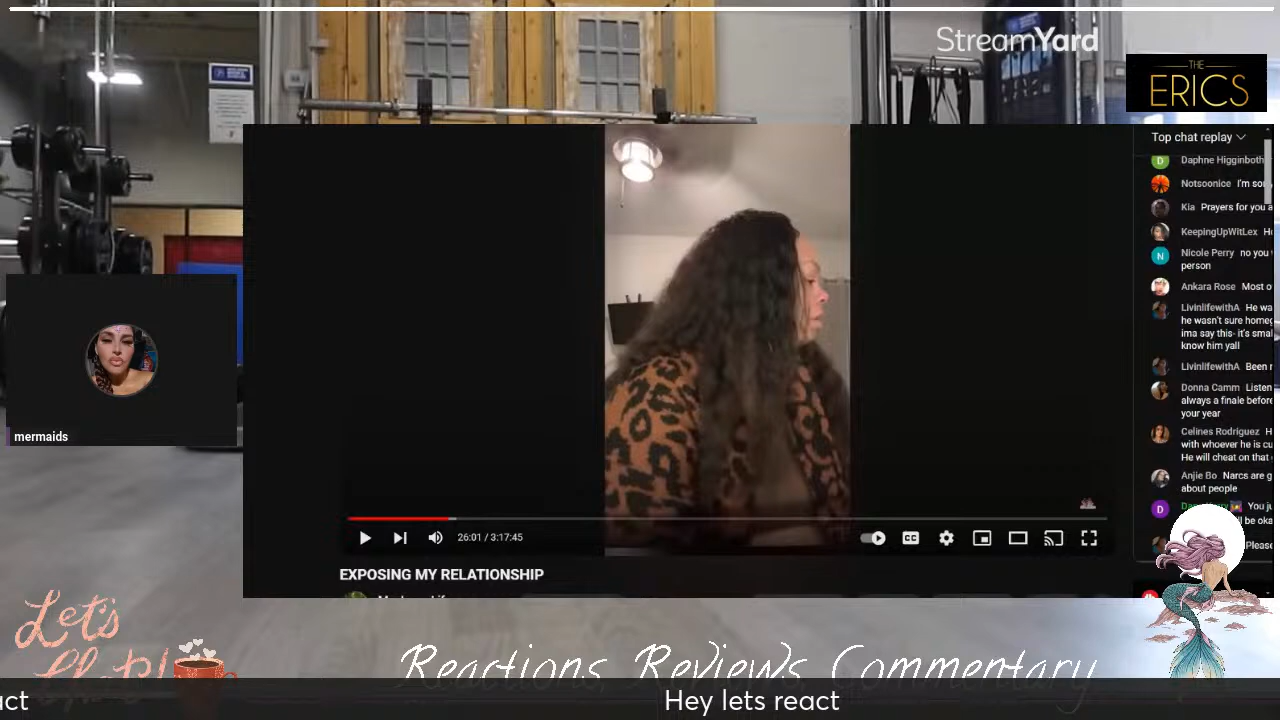 StreamYard
THE
ERICS
Top chat replay
D Daphne Higginboth
Notsoonice I'm so
Kia Prayers for you a
KeepingUpWitLex
N Nicole Perry no you
person
Ankara Rose Most o
LivinlifewithA He wa
he wasn't sure
ima say this- it's
know him yall
LivinlifewithA Been
Donna Camm Listen
always a finale before
your year
Celines Rodriguez H
with whoever he is cu
He will cheat on that
Anjie Bo Narcs are g
about people
D You
be oka
Please
mermaids
CC
26:01 / 3:17:45
EXPOSING MY RELATIONSHIP
Let's
Reactions, Reviews, Commentary
act
Hey lets react